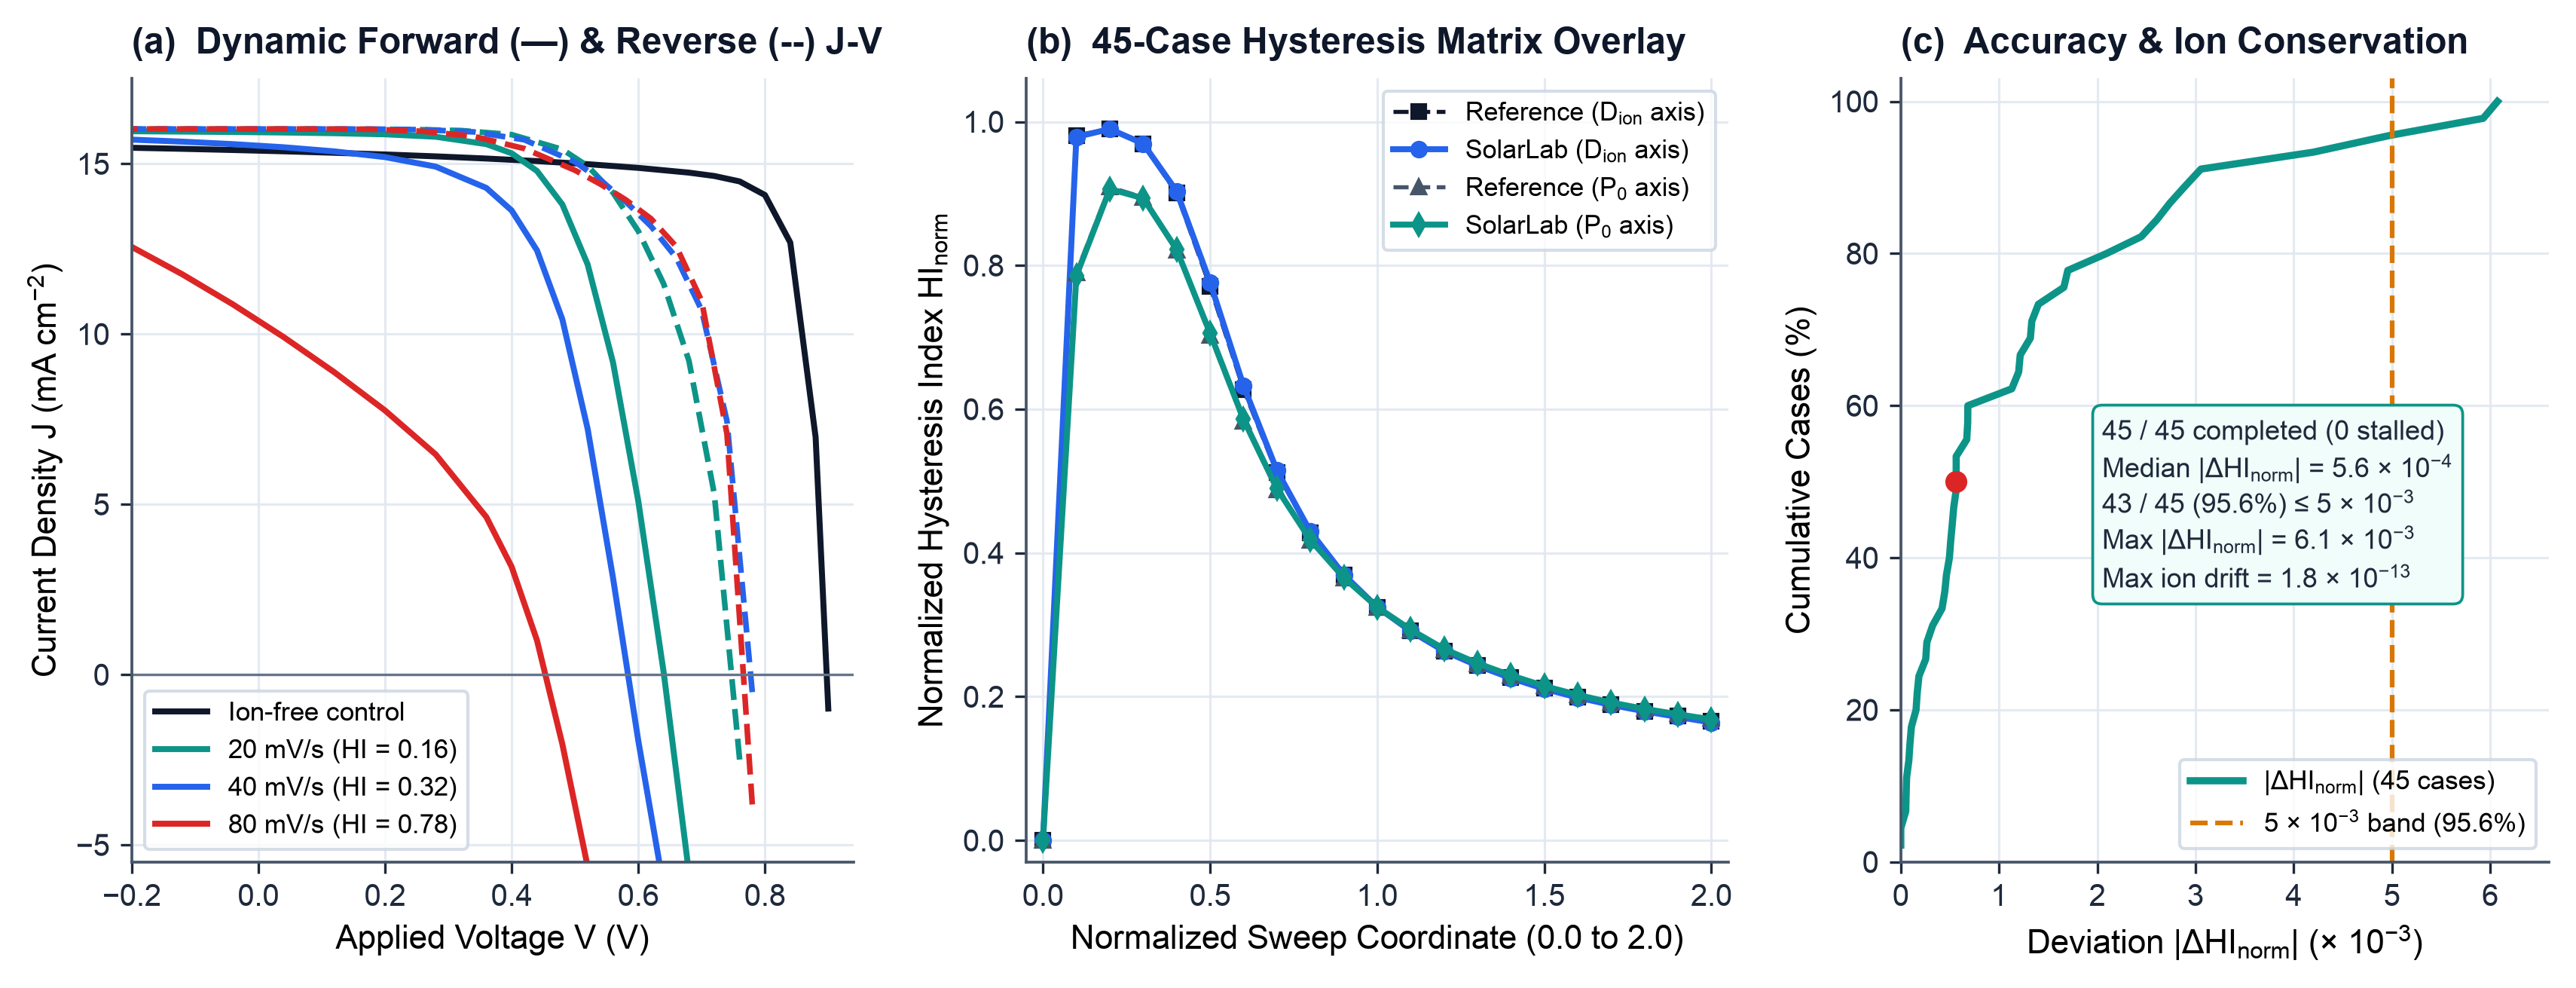 (a) Dynamic Forward (—) & Reverse (--) J-V
Current Density J (mA cm⁻²)
15
10
5
0
−5
−0.2
0.0
0.2
0.4
0.6
0.8
Applied Voltage V (V)
Ion-free control
20 mV/s (HI = 0.16)
40 mV/s (HI = 0.32)
80 mV/s (HI = 0.78)
(b) 45-Case Hysteresis Matrix Overlay
Normalized Hysteresis Index HI_norm
1.0
0.8
0.6
0.4
0.2
0.0
0.0
0.5
1.0
1.5
2.0
Normalized Sweep Coordinate (0.0 to 2.0)
Reference (D_ion axis)
SolarLab (D_ion axis)
Reference (P₀ axis)
SolarLab (P₀ axis)
(c) Accuracy & Ion Conservation
Cumulative Cases (%)
100
80
60
40
20
0
0
1
2
3
4
5
6
Deviation |ΔHI_norm| (× 10⁻³)
45 / 45 completed (0 stalled)
Median |ΔHI_norm| = 5.6 × 10⁻⁴
43 / 45 (95.6%) ≤ 5 × 10⁻³
Max |ΔHI_norm| = 6.1 × 10⁻³
Max ion drift = 1.8 × 10⁻¹³
|ΔHI_norm| (45 cases)
5 × 10⁻³ band (95.6%)